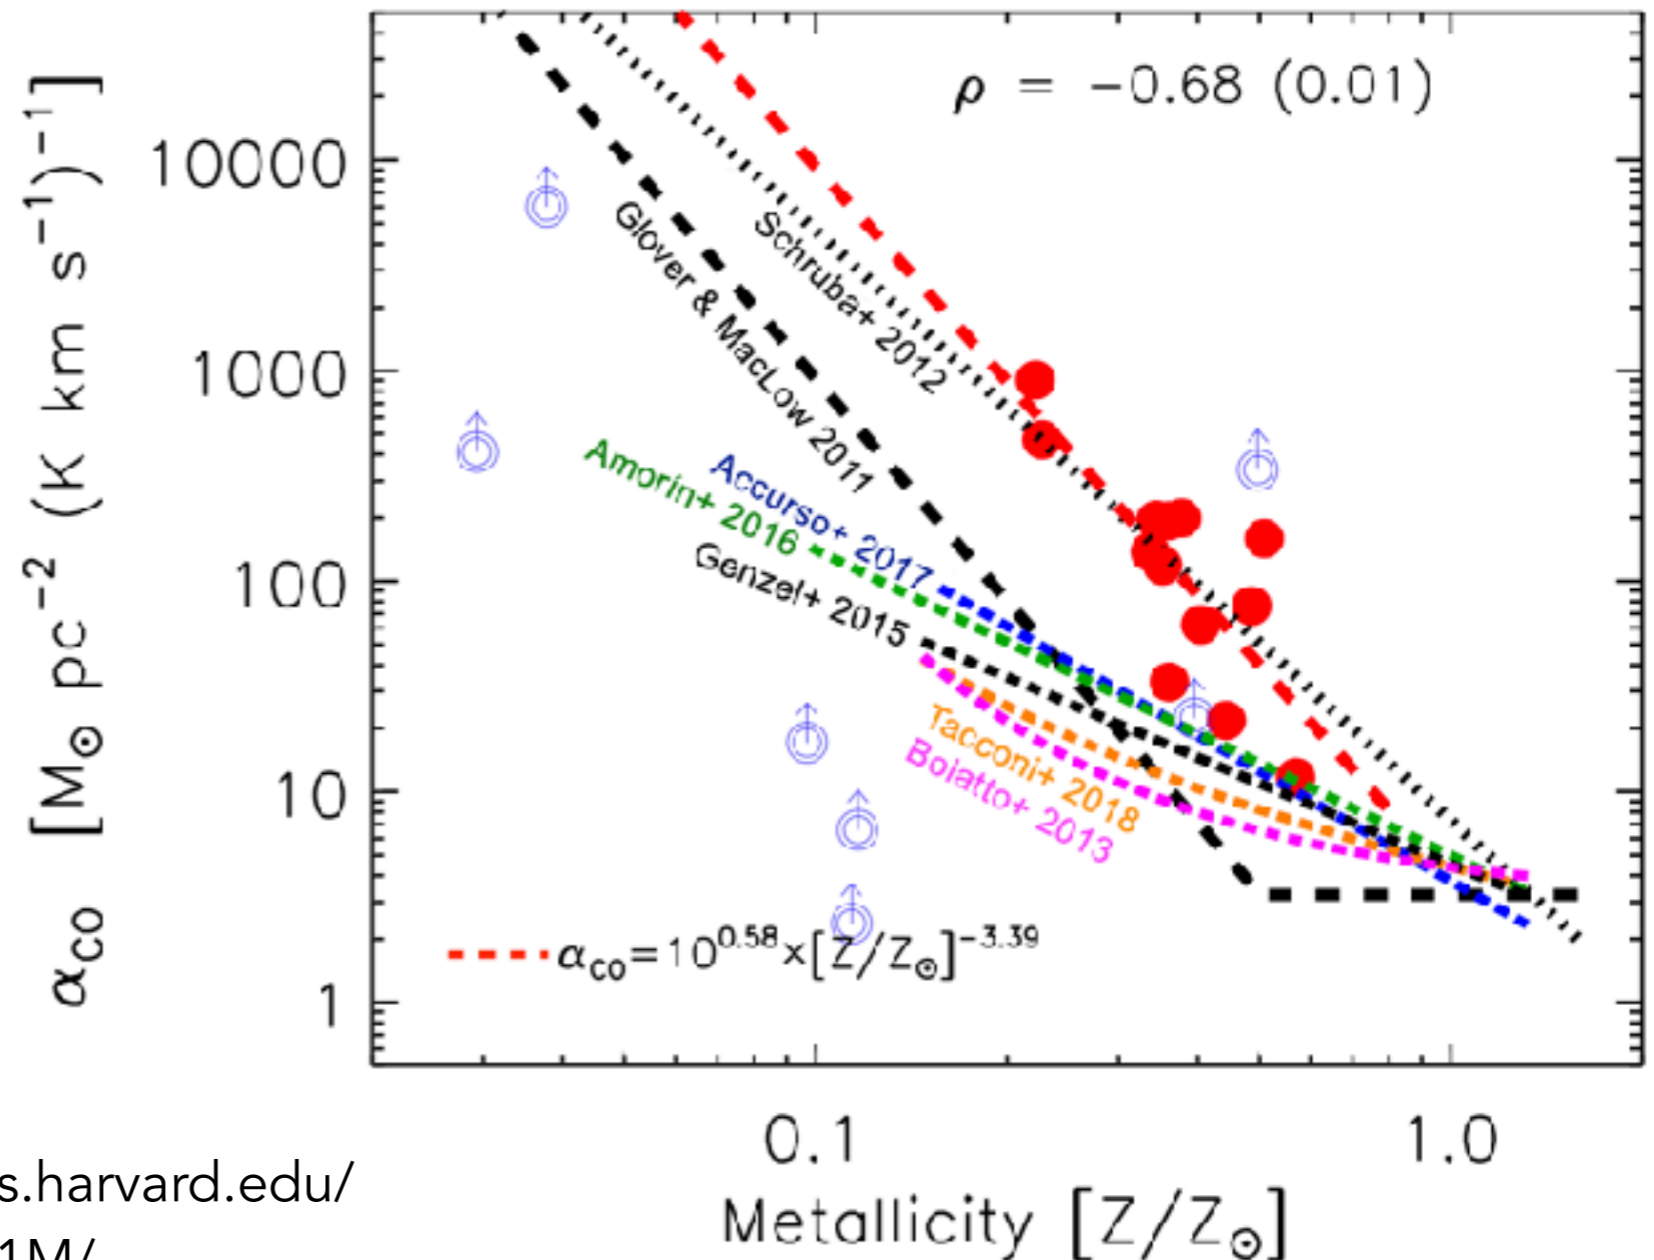 ρ = −0.68 (0.01)
α_CO [M⊙ pc⁻² (K km s⁻¹)⁻¹]
10000
1000
100
10
1
Schruba+ 2012
Glover & MacLow 2011
Amorín+ 2016
Accurso+ 2017
Genzel+ 2015
Tacconi+ 2018
Bolatto+ 2013
α_CO=10^0.58×[Z/Z⊙]^−3.39
0.1 1.0
Metallicity [Z/Z⊙]
s.harvard.edu/
1M/